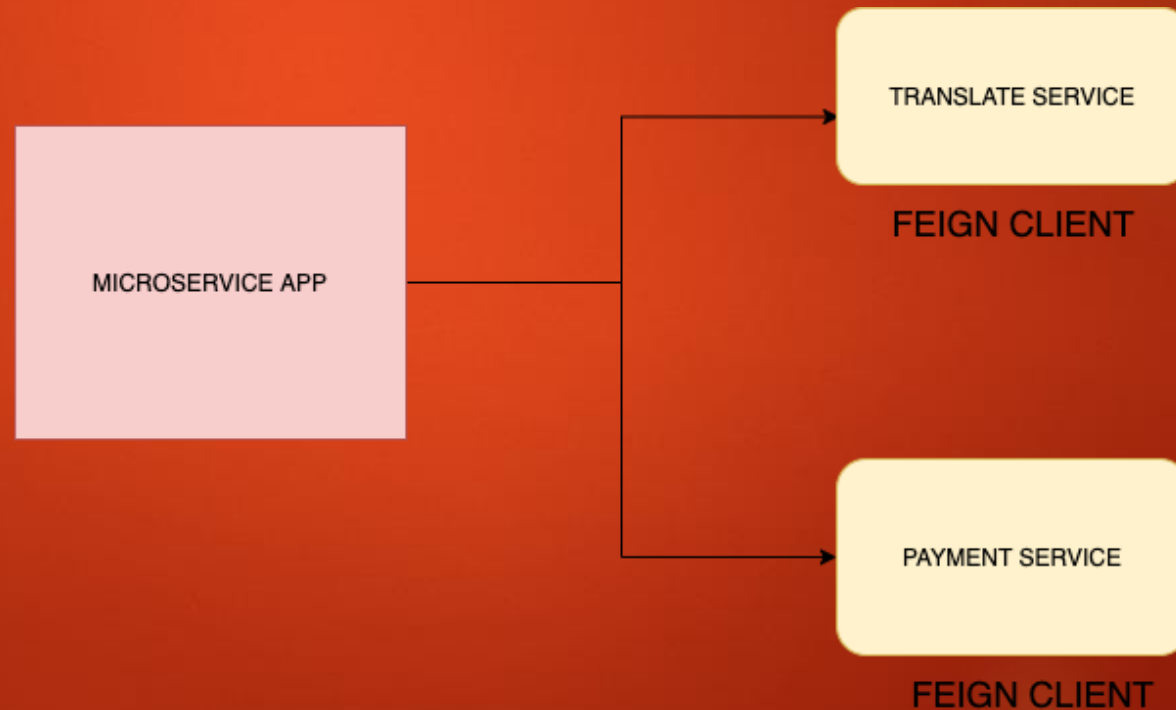 TRANSLATE SERVICE
FEIGN CLIENT
MICROSERVICE APP
PAYMENT SERVICE
FEIGN CLIENT